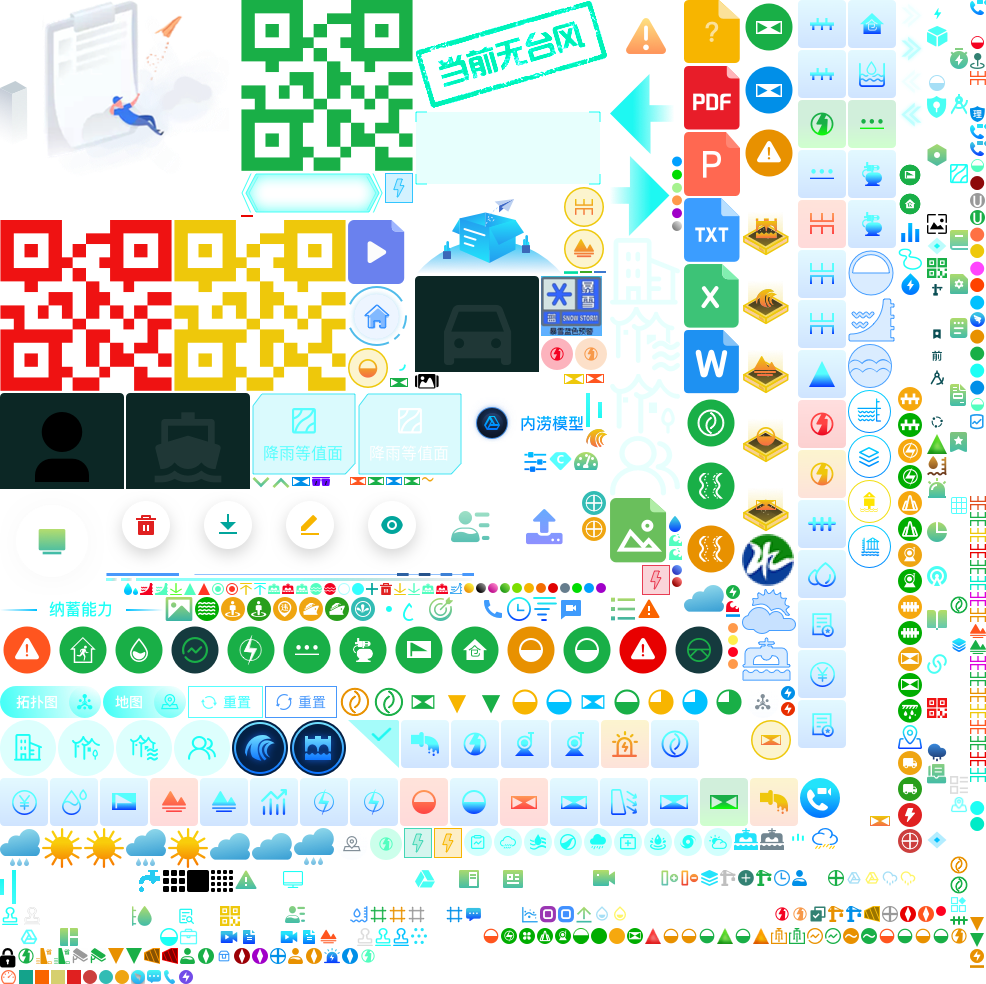 当前无台风
?
PDF
P
TXT
X
W
暴雪
SNOW STORM
暴雪蓝色预警
内涝模型
降雨等值面
降雨等值面
纳蓄能力
拓扑图
地图
重置
重置
前
理